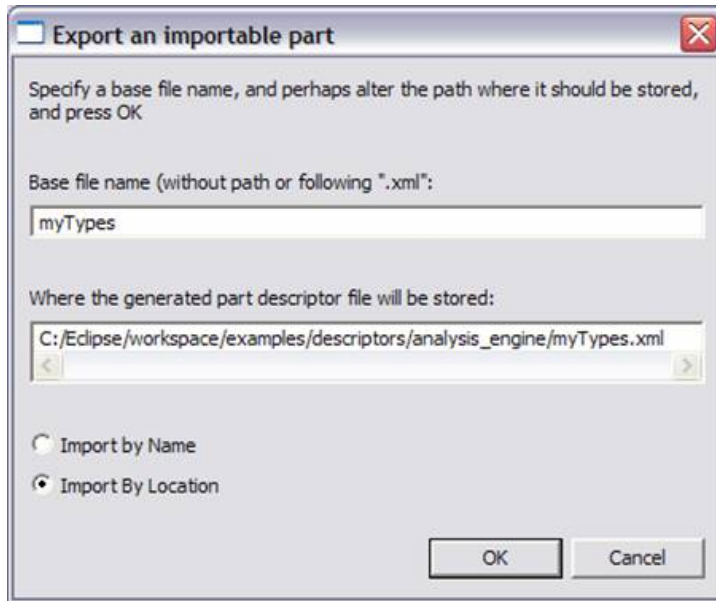 Export an importable part
Specify a base file name, and perhaps alter the path where it should be stored,
and press OK
Base file name (without path or following ".xml":
myTypes
Where the generated part descriptor file will be stored:
C:/Eclipse/workspace/examples/descriptors/analysis_engine/myTypes.xml
Import by Name
Import By Location
OK Cancel